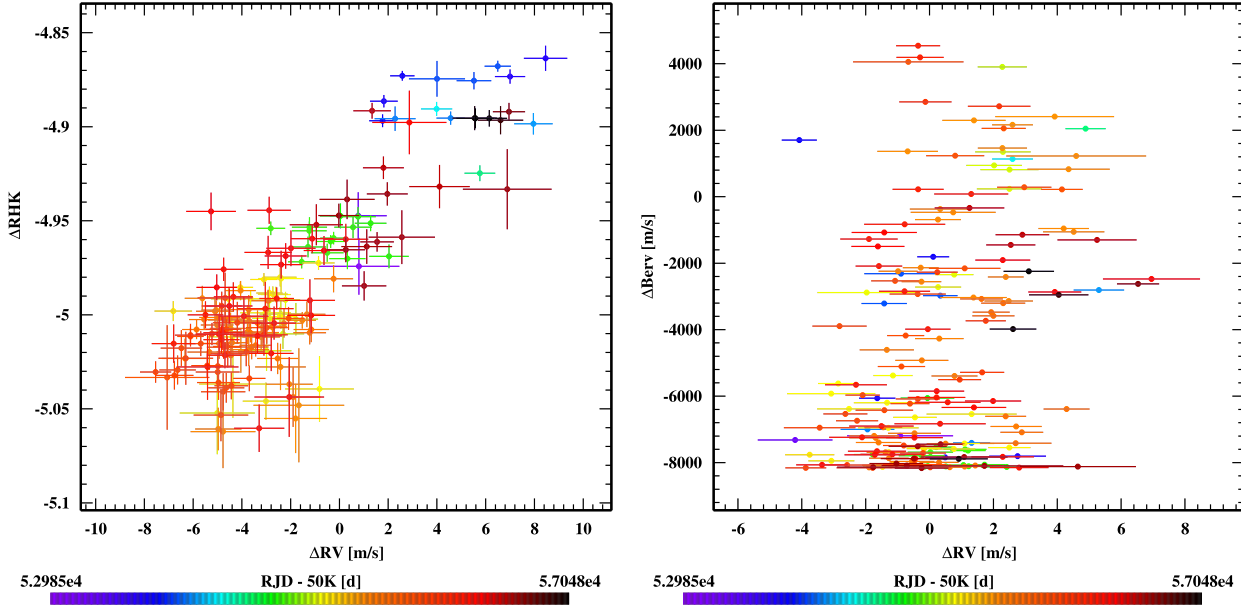 -4.85
-4.9
-4.95
-5
-5.05
-5.1
ΔRHK
-10 -8 -6 -4 -2 0 2 4 6 8 10
ΔRV [m/s]
5.2985e4 RJD - 50K [d] 5.7048e4
4000
2000
0
-2000
-4000
-6000
-8000
ΔBerv [m/s]
-6 -4 -2 0 2 4 6 8
ΔRV [m/s]
5.2985e4 RJD - 50K [d] 5.7048e4